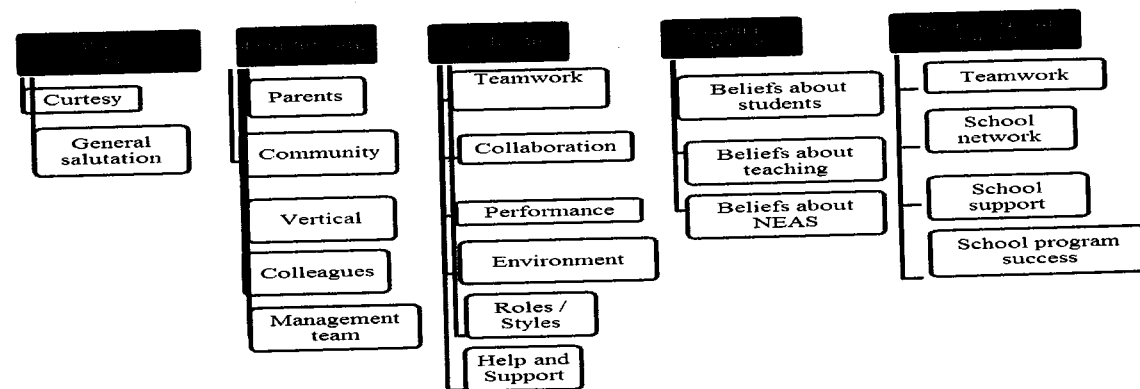 Curtesy
General
salutation
Parents
Community
Vertical
Colleagues
Management
team
Teamwork
Collaboration
Performance
Environment
Roles /
Styles
Help and
Support
Beliefs about
students
Beliefs about
teaching
Beliefs about
NEAS
Teamwork
School
network
School
support
School program
success